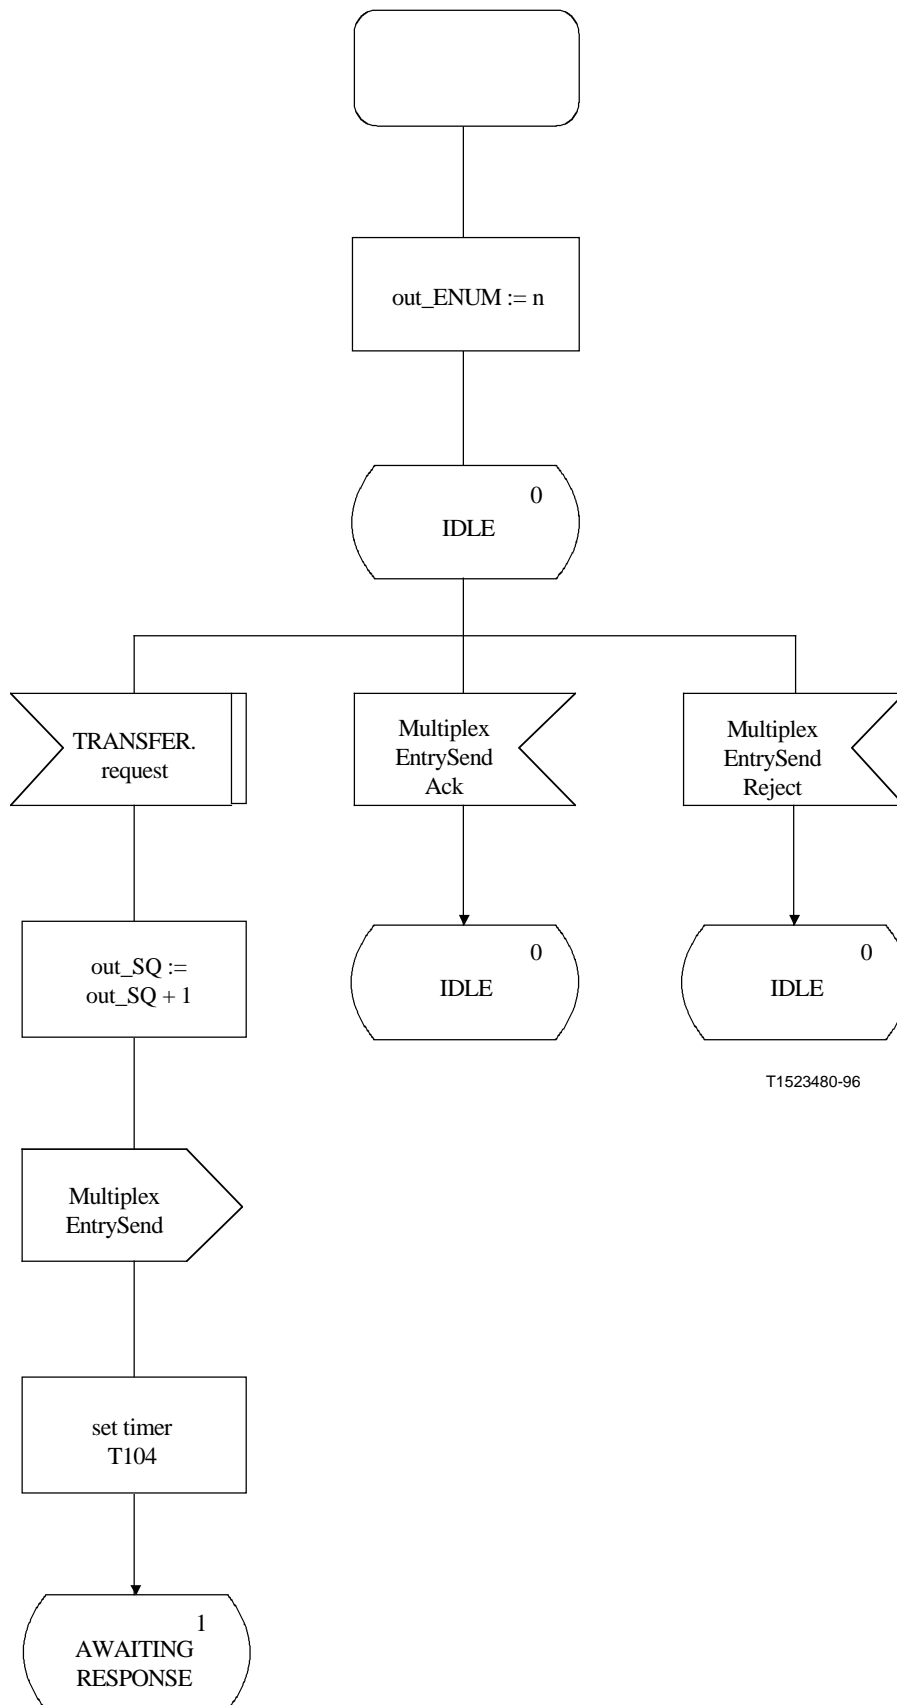 out_ENUM := n
0
IDLE
TRANSFER.
request
Multiplex
EntrySend
Ack
Multiplex
EntrySend
Reject
out_SQ :=
out_SQ + 1
0
IDLE
0
IDLE
T1523480-96
Multiplex
EntrySend
set timer
T104
1
AWAITING
RESPONSE